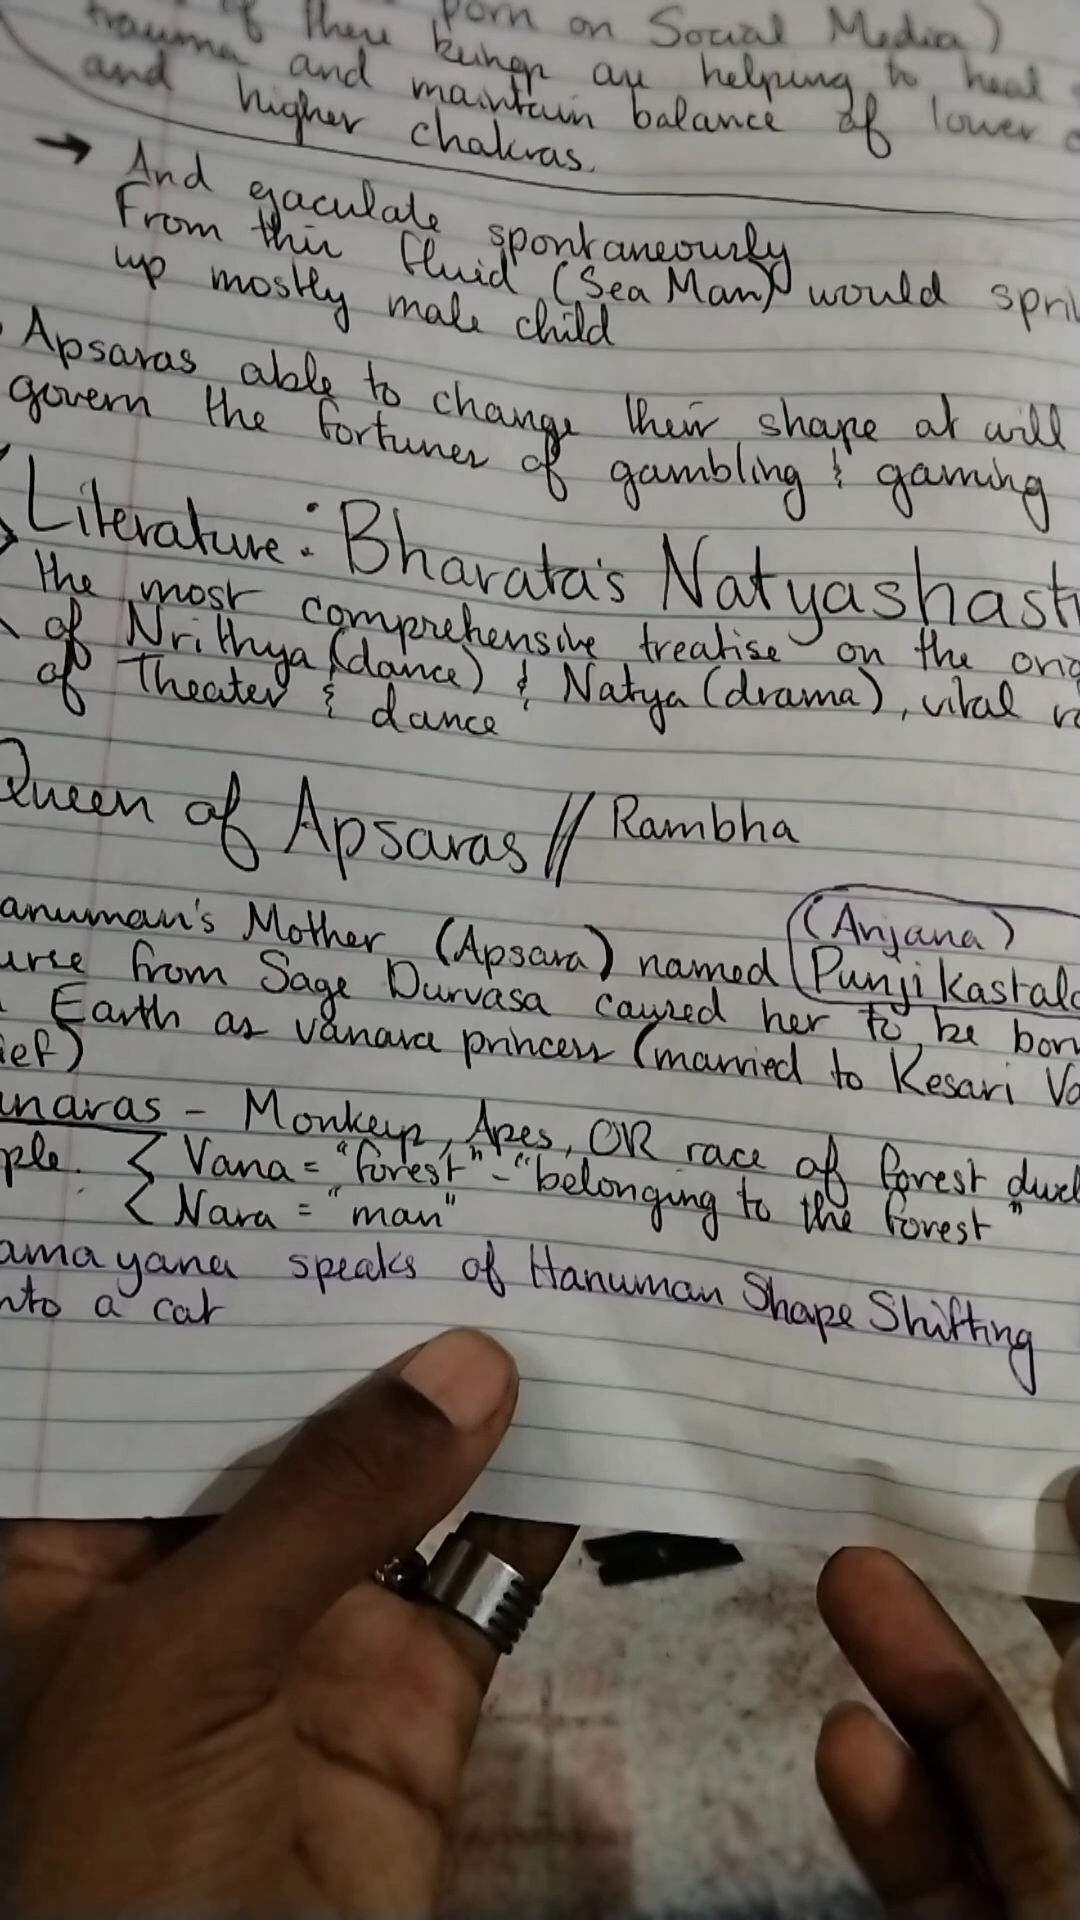 of there porn on Social Media)
trauma beings are helping to heal
and and maintain balance of lower
higher chakras.
→ And ejaculate spontaneously
From this fluid (Sea Man) would
up mostly male child
Apsaras able to change their shape at will
govern the fortunes of gambling & gaming
Literature: Bharata's Natyashast
the most comprehensive treatise on the
of Nrithya (dance) & Natya (drama), vital
of Theater & dance
Queen of Apsaras // Rambha
(Anjana)
anuman's Mother (Apsara) named Punjikastal
urse from Sage Durvasa caused her to be born
Earth as vanara princess (married to Kesari Va
ief)
naras - Monkeys, Apes, OR race of forest dwel
ple. { Vana = "forest" - "belonging to the forest"
{ Nara = "man"
amayana speaks of Hanuman Shape Shifting
nto a cat